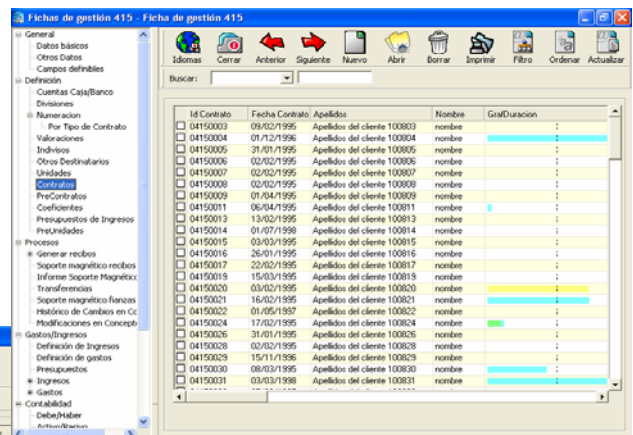 Fichas de gestión 415 - Ficha de gestión 415
General
Datos básicos
Otros Datos
Campos definibles
Definición
Cuentas Caja/Banco
Divisiones
Numeracion
Por Tipo de Contrato
Valoraciones
Indivisos
Otros Destinatarios
Unidades
Contratos
PreContratos
Coeficientes
Presupuestos de Ingresos
PreUnidades
Procesos
Generar recibos
Soporte magnético recibos
Informe Soporte Magnético
Transferencias
Soporte magnético fianzas
Histórico de Cambios en Cc
Modificaciones en Concept
Gastos/Ingresos
Definición de Ingresos
Definición de gastos
Presupuestos
Ingresos
Gastos
Contabilidad
Debe/Haber
Activo/Pasivo
Idiomas Cerrar Anterior Siguiente Nuevo Abrir Borrar Imprimir Filtro Ordenar Actualizar
Buscar:
Id Contrato Fecha Contrato Apellidos Nombre GrafDuracion
04150003 09/02/1995 Apellidos del cliente 100803 nombre
04150004 01/12/1996 Apellidos del cliente 100804 nombre
04150005 31/01/1995 Apellidos del cliente 100805 nombre
04150006 02/02/1995 Apellidos del cliente 100806 nombre
04150007 02/02/1995 Apellidos del cliente 100807 nombre
04150008 02/02/1995 Apellidos del cliente 100808 nombre
04150009 01/04/1995 Apellidos del cliente 100809 nombre
04150011 06/04/1995 Apellidos del cliente 100811 nombre
04150013 13/02/1995 Apellidos del cliente 100813 nombre
04150014 01/07/1998 Apellidos del cliente 100814 nombre
04150015 03/03/1995 Apellidos del cliente 100815 nombre
04150016 26/01/1995 Apellidos del cliente 100816 nombre
04150017 22/02/1995 Apellidos del cliente 100817 nombre
04150019 15/03/1995 Apellidos del cliente 100819 nombre
04150020 03/02/1995 Apellidos del cliente 100820 nombre
04150021 16/02/1995 Apellidos del cliente 100821 nombre
04150022 01/05/1997 Apellidos del cliente 100822 nombre
04150024 17/02/1995 Apellidos del cliente 100824 nombre
04150026 31/01/1995 Apellidos del cliente 100826 nombre
04150028 02/02/1995 Apellidos del cliente 100828 nombre
04150029 15/11/1996 Apellidos del cliente 100829 nombre
04150030 08/03/1995 Apellidos del cliente 100830 nombre
04150031 03/03/1998 Apellidos del cliente 100831 nombre